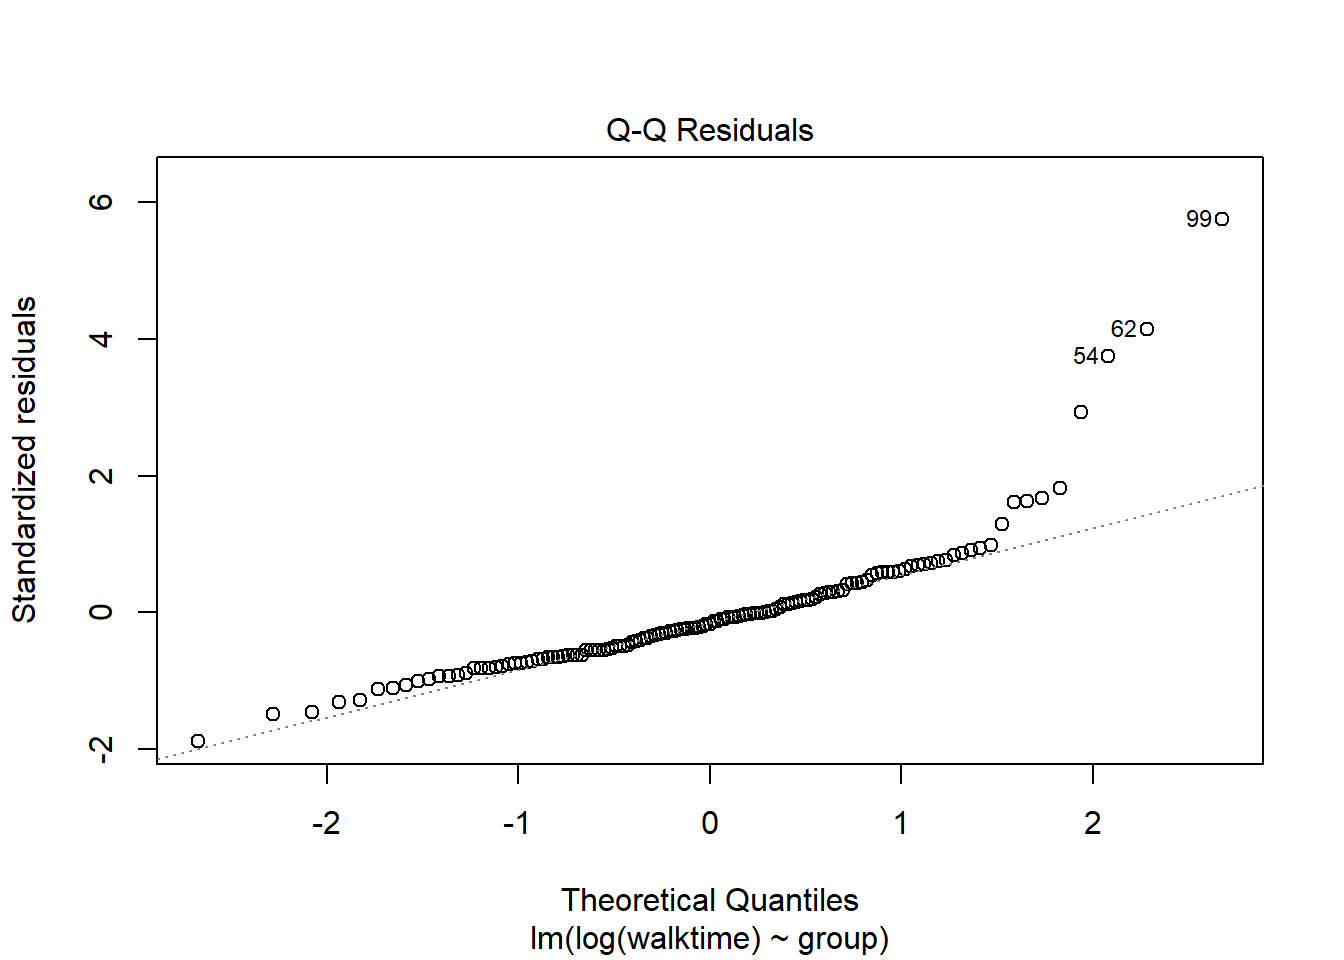 Q-Q Residuals
Standardized residuals
6
4
2
0
-2
99
62
54
-2 -1 0 1 2
Theoretical Quantiles
lm(log(walktime) ~ group)